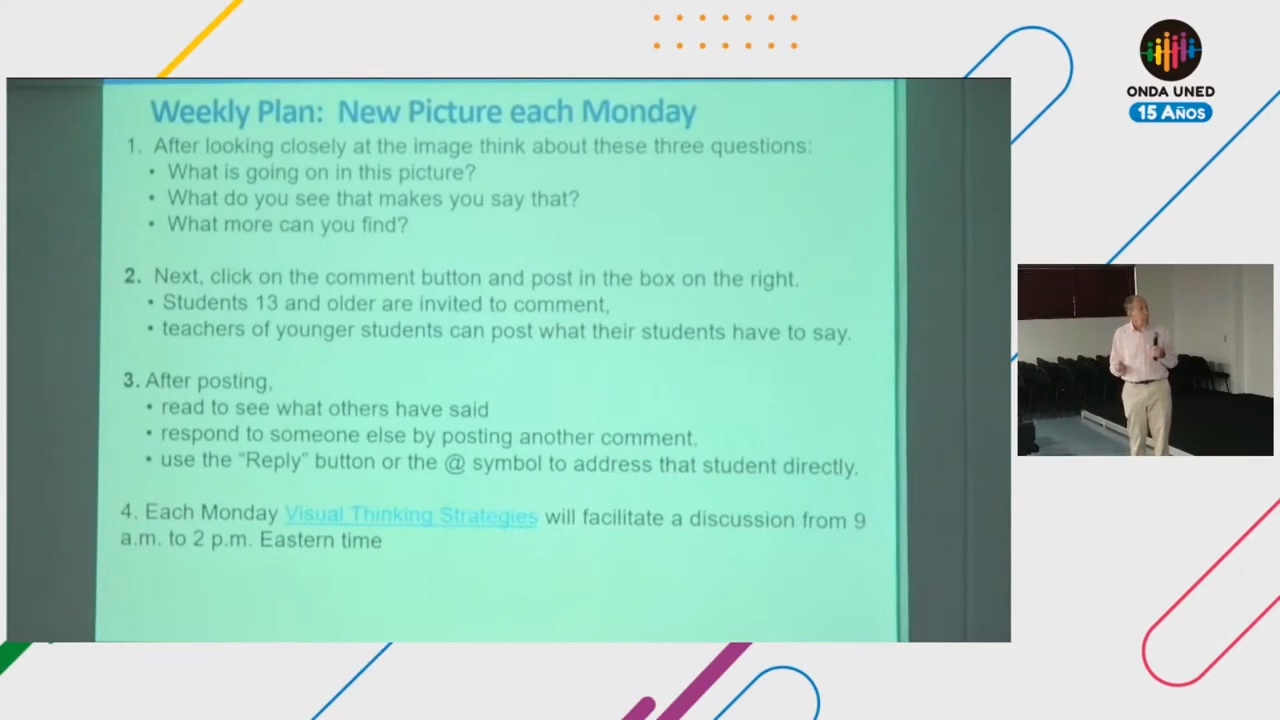 ONDA UNED
15 AÑOS
Weekly Plan: New Picture each Monday
1. After looking closely at the image think about these three questions:
• What is going on in this picture?
• What do you see that makes you say that?
• What more can you find?
2. Next, click on the comment button and post in the box on the right.
• Students 13 and older are invited to comment,
• teachers of younger students can post what their students have to say.
3. After posting,
• read to see what others have said
• respond to someone else by posting another comment.
• use the “Reply” button or the @ symbol to address that student directly.
4. Each Monday Visual Thinking Strategies will facilitate a discussion from 9
a.m. to 2 p.m. Eastern time